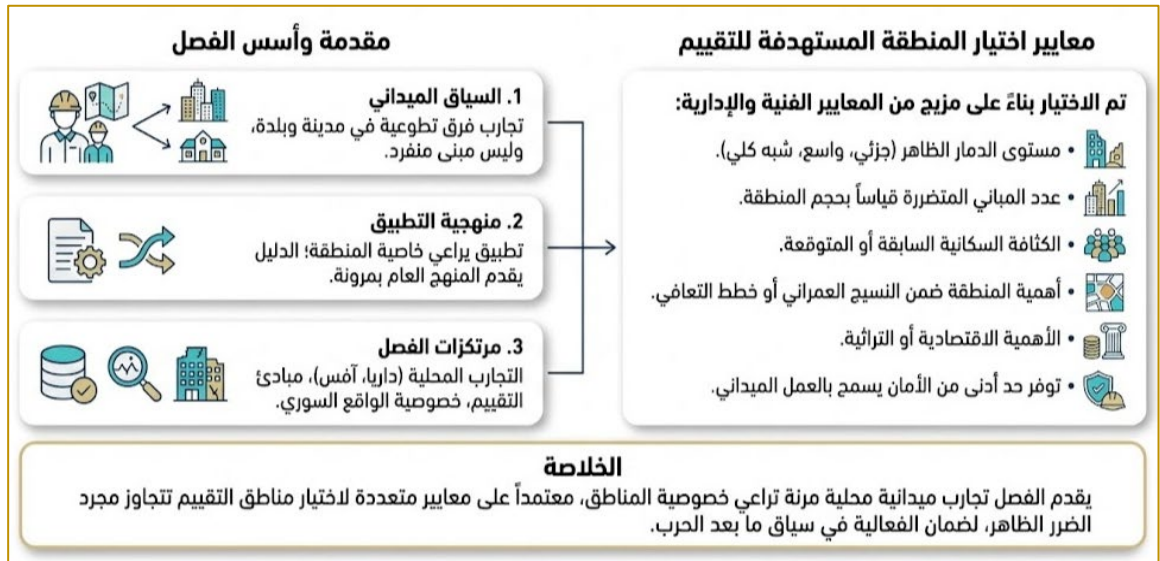 مقدمة وأسس الفصل
1. السياق الميداني
تجارب فرق تطوعية في مدينة وبلدة،
وليس مبنى منفرد.
2. منهجية التطبيق
تطبيق يراعي خاصية المنطقة؛ الدليل
يقدم المنهج العام بمرونة.
3. مرتكزات الفصل
التجارب المحلية (داريا، آفس)، مبادئ
التقييم، خصوصية الواقع السوري.
معايير اختيار المنطقة المستهدفة للتقييم
تم الاختيار بناءً على مزيج من المعايير الفنية والإدارية:
• مستوى الدمار الظاهر (جزئي، واسع، شبه كلي).
• عدد المباني المتضررة قياساً بحجم المنطقة.
• الكثافة السكانية السابقة أو المتوقعة.
• أهمية المنطقة ضمن النسيج العمراني أو خطط التعافي.
• الأهمية الاقتصادية أو التراثية.
• توفر حد أدنى من الأمان يسمح بالعمل الميداني.
الخلاصة
يقدم الفصل تجارب ميدانية محلية مرنة تراعي خصوصية المناطق، معتمداً على معايير متعددة لاختيار مناطق التقييم تتجاوز مجرد
الضرر الظاهر، لضمان الفعالية في سياق ما بعد الحرب.